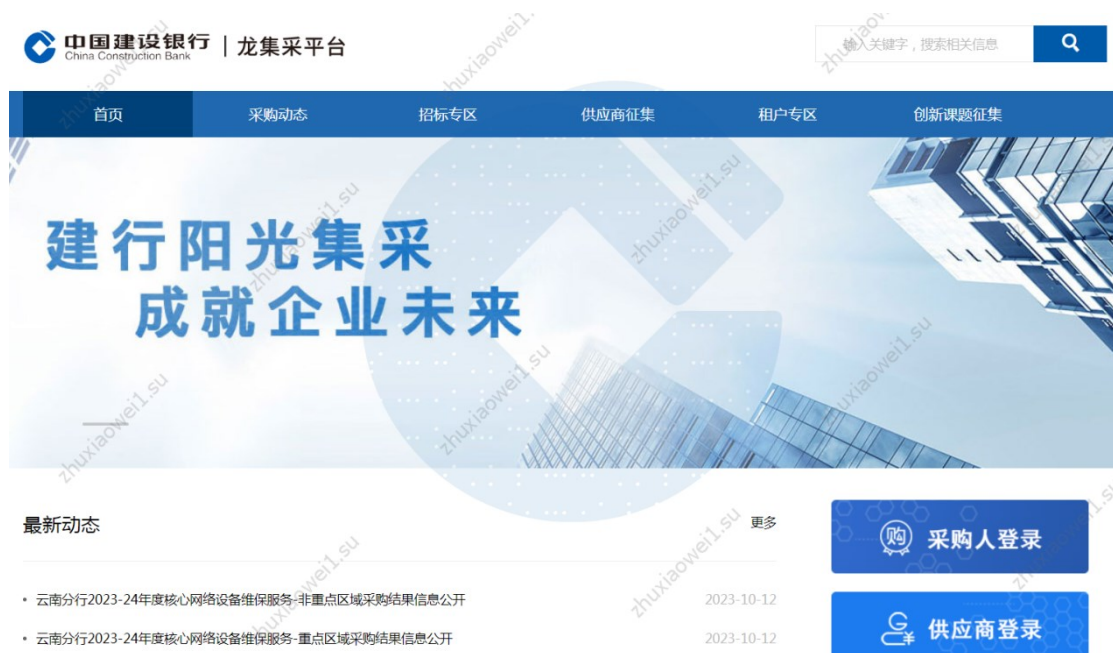 中国建设银行 | 龙集采平台
China Construction Bank
输入关键字，搜索相关信息
首页 采购动态 招标专区 供应商征集 租户专区 创新课题征集
建行阳光集采
成就企业未来
最新动态 更多
购 采购人登录
• 云南分行2023-24年度核心网络设备维保服务-非重点区域采购结果信息公开 2023-10-12
供应商登录
• 云南分行2023-24年度核心网络设备维保服务-重点区域采购结果信息公开 2023-10-12
zhuxiaowei1.su